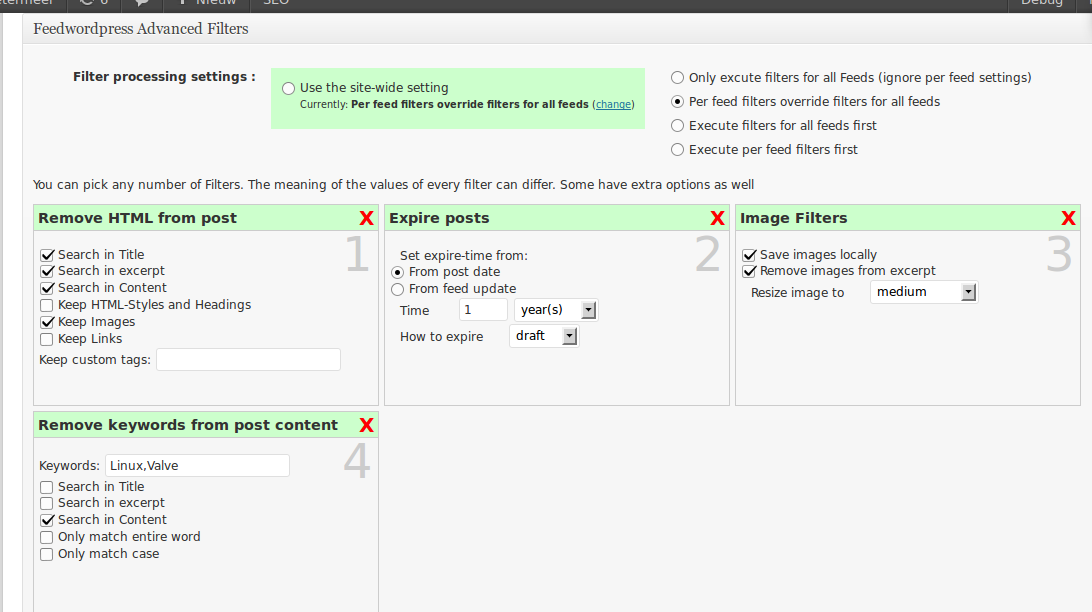 6 Nieuw SEO Debug
Feedwordpress Advanced Filters
Filter processing settings :
Use the site-wide setting
Currently: Per feed filters override filters for all feeds (change)
Only excute filters for all Feeds (ignore per feed settings)
Per feed filters override filters for all feeds
Execute filters for all feeds first
Execute per feed filters first
You can pick any number of Filters. The meaning of the values of every filter can differ. Some have extra options as well
Remove HTML from post X
1
Search in Title
Search in excerpt
Search in Content
Keep HTML-Styles and Headings
Keep Images
Keep Links
Keep custom tags:
Expire posts X
2
Set expire-time from:
From post date
From feed update
Time 1 year(s)
How to expire draft
Image Filters X
3
Save images locally
Remove images from excerpt
Resize image to medium
Remove keywords from post content X
4
Keywords: Linux,Valve
Search in Title
Search in excerpt
Search in Content
Only match entire word
Only match case